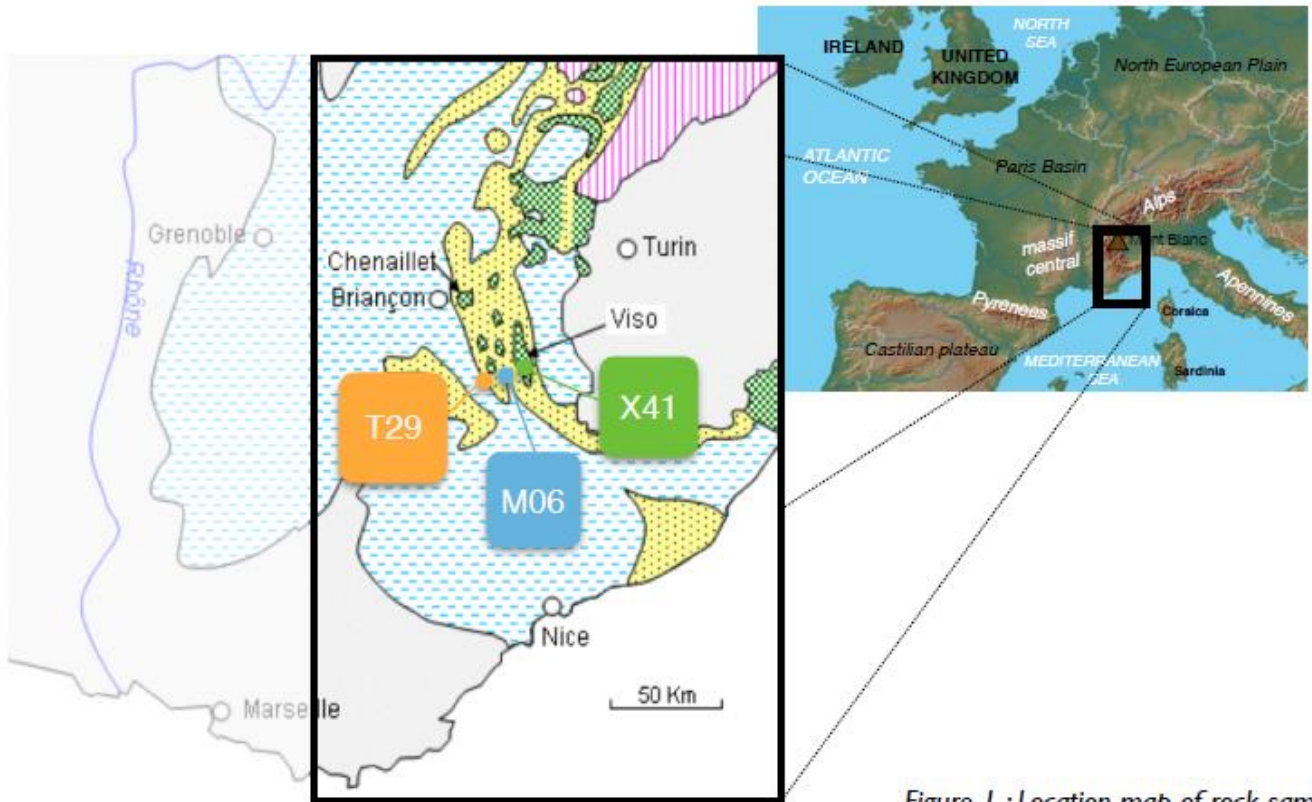 NORTH
SEA
IRELAND
UNITED
KINGDOM
North European Plain
ATLANTIC
OCEAN
Paris Basin
Alps
massif
central
Mont Blanc
Pyrenees
Corsica
Apennines
Castilian plateau
MEDITERRANEAN
SEA
Sardinia
Grenoble
Rhône
Chenaillet
Briançon
Turin
Viso
T29
X41
M06
Nice
50 Km
Marseille
Figure 1 : Location map of rock sam